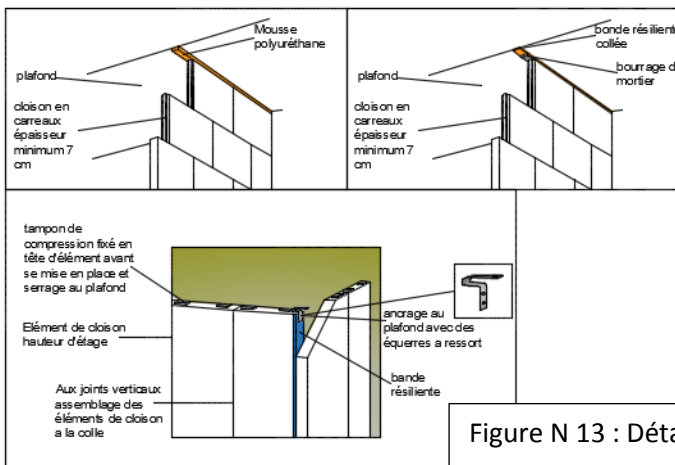 Mousse
polyuréthane
plafond
cloison en
carreaux
épaisseur
minimum 7
cm
bonde résiliente
collée
bourrage d
mortier
plafond
cloison en
carreaux
épaisseur
minimum 7
cm
tampon de
compression fixé en
tête d'élément avant
se mise en place et
serrage au plafond
Elément de cloison
hauteur d'étage
Aux joints verticaux
assemblage des
éléments de cloison
a la colle
ancrage au
plafond avec des
équerres a ressort
bande
résiliente
Figure N 13 : Déta